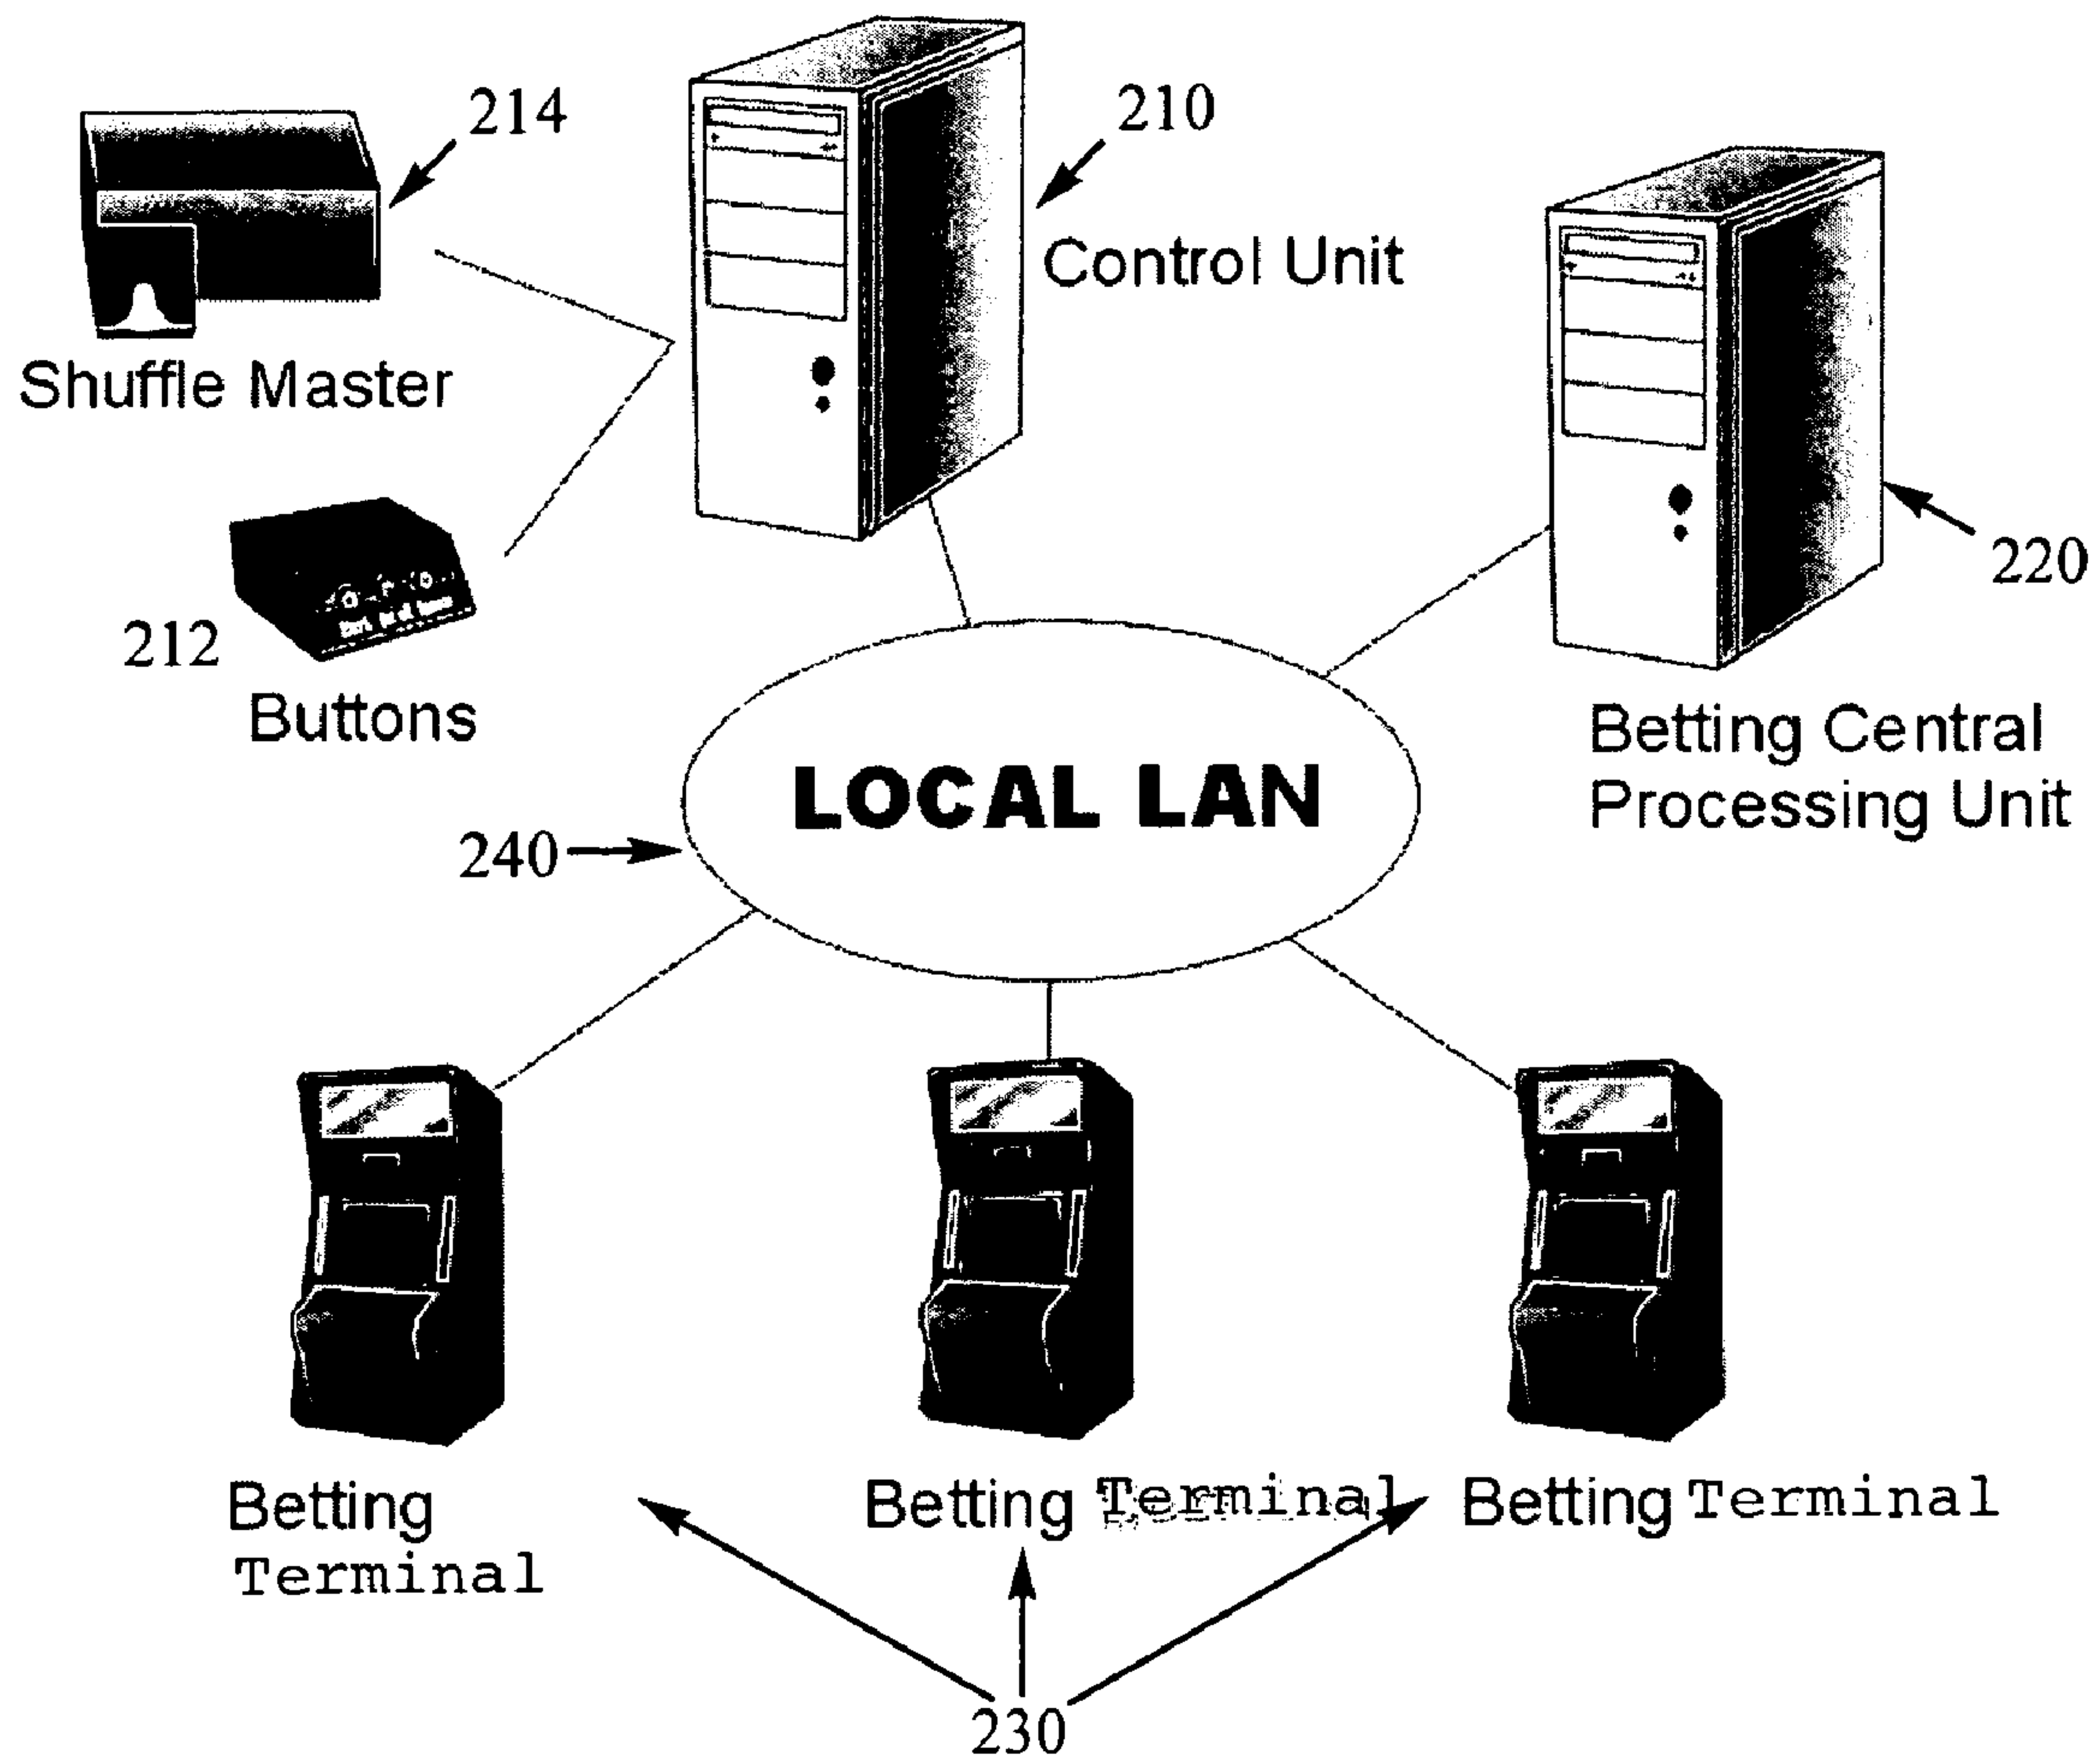 214
210
Control Unit
Shuffle Master
220
212
Buttons
Betting Central
Processing Unit
LOCAL LAN
240
Betting
Terminal
Betting Terminal
Betting Terminal
230